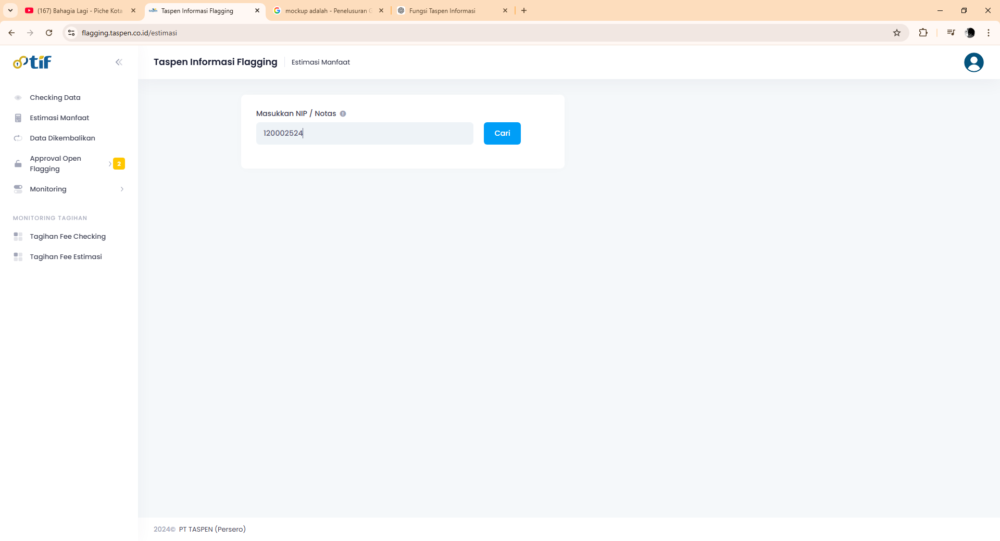 (167) Bahagia Lagi - Piche Kota
Taspen Informasi Flagging
mockup adalah - Penelusuran G
Fungsi Taspen Informasi
flagging.taspen.co.id/estimasi
tif
Taspen Informasi Flagging
Estimasi Manfaat
Checking Data
Estimasi Manfaat
Data Dikembalikan
Approval Open
Flagging
2
Monitoring
MONITORING TAGIHAN
Tagihan Fee Checking
Tagihan Fee Estimasi
Masukkan NIP / Notas
120002524
Cari
2024© PT TASPEN (Persero)